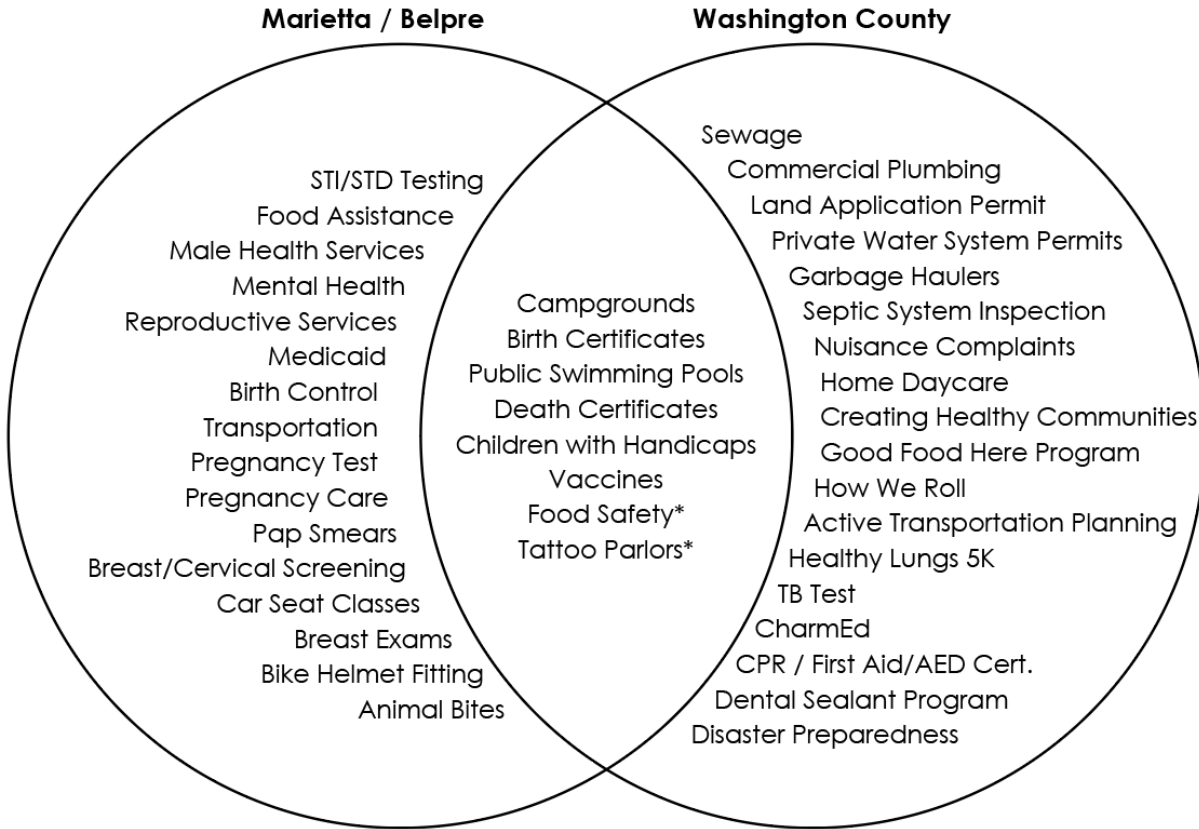 Marietta / Belpre
Washington County
STI/STD Testing
Food Assistance
Male Health Services
Mental Health
Reproductive Services
Medicaid
Birth Control
Transportation
Pregnancy Test
Pregnancy Care
Pap Smears
Breast/Cervical Screening
Car Seat Classes
Breast Exams
Bike Helmet Fitting
Animal Bites
Campgrounds
Birth Certificates
Public Swimming Pools
Death Certificates
Children with Handicaps
Vaccines
Food Safety*
Tattoo Parlors*
Sewage
Commercial Plumbing
Land Application Permit
Private Water System Permits
Garbage Haulers
Septic System Inspection
Nuisance Complaints
Home Daycare
Creating Healthy Communities
Good Food Here Program
How We Roll
Active Transportation Planning
Healthy Lungs 5K
TB Test
CharmEd
CPR / First Aid/AED Cert.
Dental Sealant Program
Disaster Preparedness